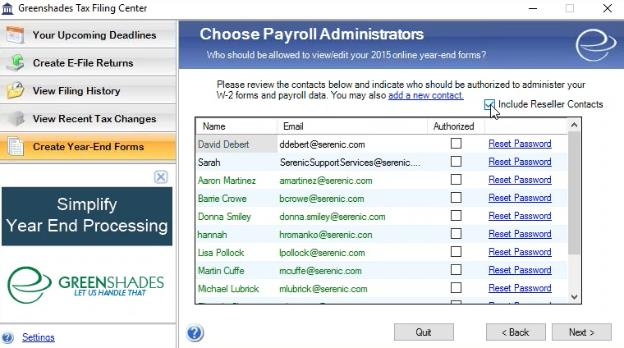 Greenshades Tax Filing Center
Your Upcoming Deadlines
Create E-File Returns
View Filing History
View Recent Tax Changes
Create Year-End Forms
Simplify
Year End Processing
GREENSHADES
LET US HANDLE THAT
Settings
Choose Payroll Administrators
Who should be allowed to view/edit your 2015 online year-end forms?
Please review the contacts below and indicate who should be authorized to administer your
W-2 forms and payroll data. You may also add a new contact.
Include Reseller Contacts
Name Email Authorized
David Debert ddebert@serenic.com Reset Password
Sarah SerenicSupportServices@serenic.... Reset Password
Aaron Martinez amartinez@serenic.com Reset Password
Barrie Crowe bcrowe@serenic.com Reset Password
Donna Smiley donna.smiley@serenic.com Reset Password
hannah hromanko@serenic.com Reset Password
Lisa Pollock lpollock@serenic.com Reset Password
Martin Cuffe mcuffe@serenic.com Reset Password
Michael Lubrick mlubrick@serenic.com Reset Password
Quit < Back Next >